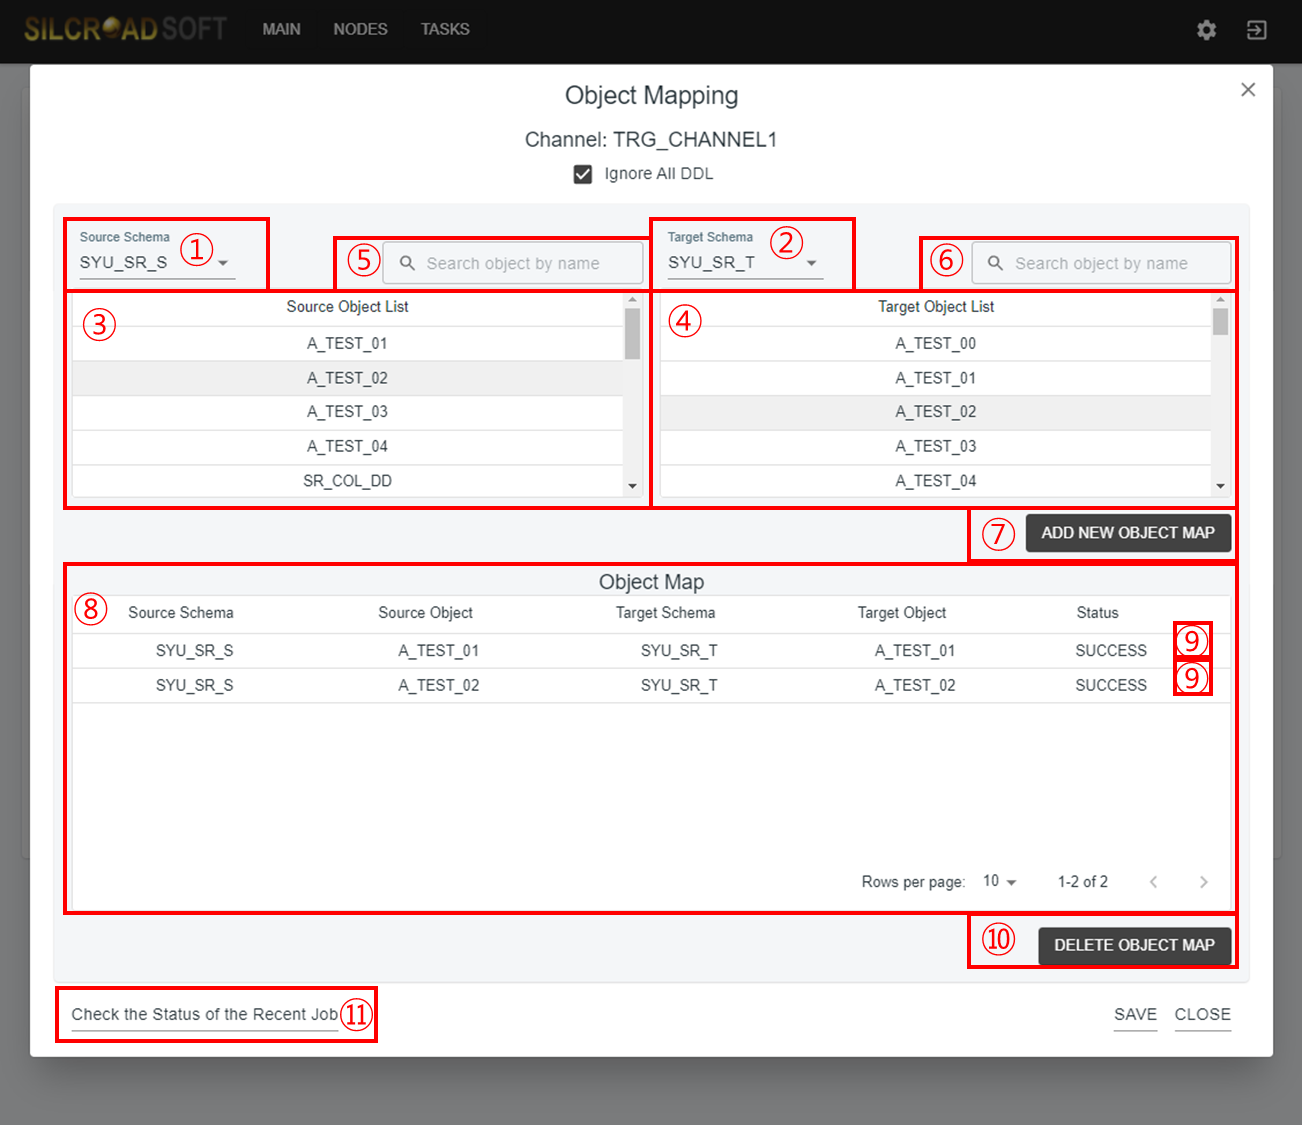 SILCROADSOFT MAIN NODES TASKS
Object Mapping
Channel: TRG_CHANNEL1
Ignore All DDL
Source Schema
SYU_SR_S
①
⑤ Search object by name
Target Schema
SYU_SR_T
②
⑥ Search object by name
③
Source Object List
A_TEST_01
A_TEST_02
A_TEST_03
A_TEST_04
SR_COL_DD
④
Target Object List
A_TEST_00
A_TEST_01
A_TEST_02
A_TEST_03
A_TEST_04
⑦ ADD NEW OBJECT MAP
Object Map
⑧ Source Schema Source Object Target Schema Target Object Status
SYU_SR_S A_TEST_01 SYU_SR_T A_TEST_01 SUCCESS ⑨
SYU_SR_S A_TEST_02 SYU_SR_T A_TEST_02 SUCCESS ⑨
Rows per page: 10 1-2 of 2
⑩ DELETE OBJECT MAP
Check the Status of the Recent Job ⑪ SAVE CLOSE